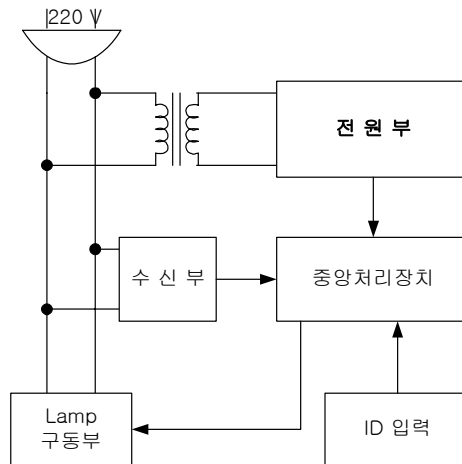 220 V
전 원 부
수 신 부
중앙처리장치
Lamp
구동부
ID 입력